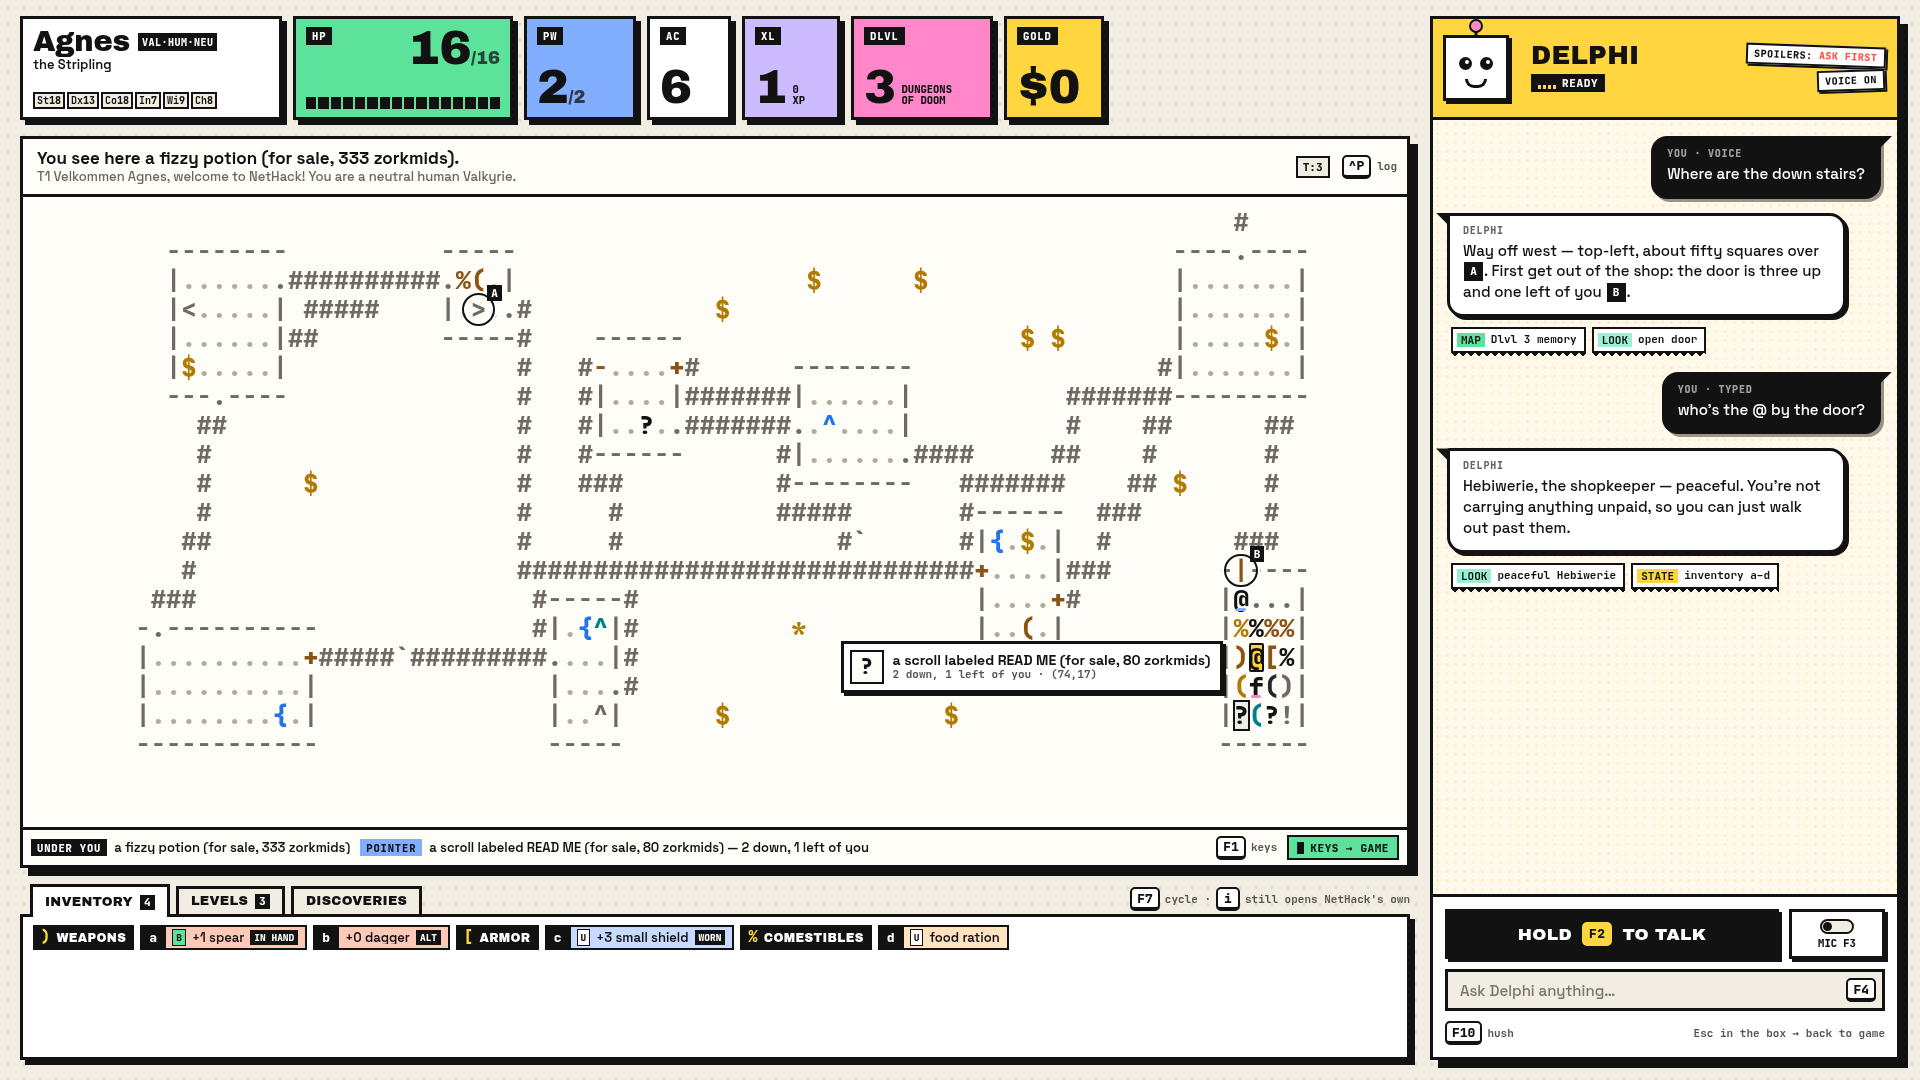 Agnes VAL·HUM·NEU
the Stripling
St18 Dx13 Co18 In7 Wi9 Ch8
HP 16/16
PW 2/2
AC 6
XL 1 0 XP
DLVL 3 DUNGEONS OF DOOM
GOLD $0
You see here a fizzy potion (for sale, 333 zorkmids).
T1 Velkommen Agnes, welcome to NetHack! You are a neutral human Valkyrie.
T:3 ^P log
A
B
? a scroll labeled READ ME (for sale, 80 zorkmids)
2 down, 1 left of you · (74,17)
UNDER YOU a fizzy potion (for sale, 333 zorkmids) POINTER a scroll labeled READ ME (for sale, 80 zorkmids) — 2 down, 1 left of you
F1 keys KEYS → GAME
INVENTORY 4 LEVELS 3 DISCOVERIES
F7 cycle · i still opens NetHack's own
) WEAPONS a B +1 spear IN HAND b +0 dagger ALT [ ARMOR c U +3 small shield WORN % COMESTIBLES d U food ration
DELPHI
.... READY
SPOILERS: ASK FIRST
VOICE ON
YOU · VOICE
Where are the down stairs?
DELPHI
Way off west — top-left, about fifty squares over
A . First get out of the shop: the door is three up
and one left of you B .
MAP Dlvl 3 memory LOOK open door
YOU · TYPED
who's the @ by the door?
DELPHI
Hebiwerie, the shopkeeper — peaceful. You're not
carrying anything unpaid, so you can just walk
out past them.
LOOK peaceful Hebiwerie STATE inventory a–d
HOLD F2 TO TALK
MIC F3
Ask Delphi anything… F4
F10 hush Esc in the box → back to game